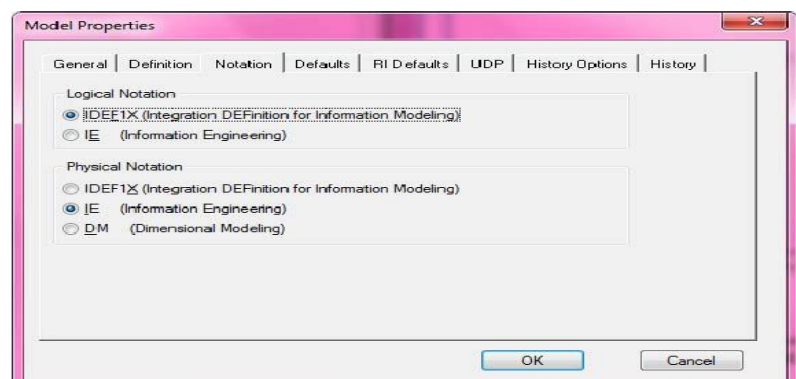 Model Properties
General Definition Notation Defaults RI Defaults UDP History Options History
Logical Notation
IDEF1X (Integration DEFinition for Information Modeling)
IE (Information Engineering)
Physical Notation
IDEF1X (Integration DEFinition for Information Modeling)
IE (Information Engineering)
DM (Dimensional Modeling)
OK Cancel